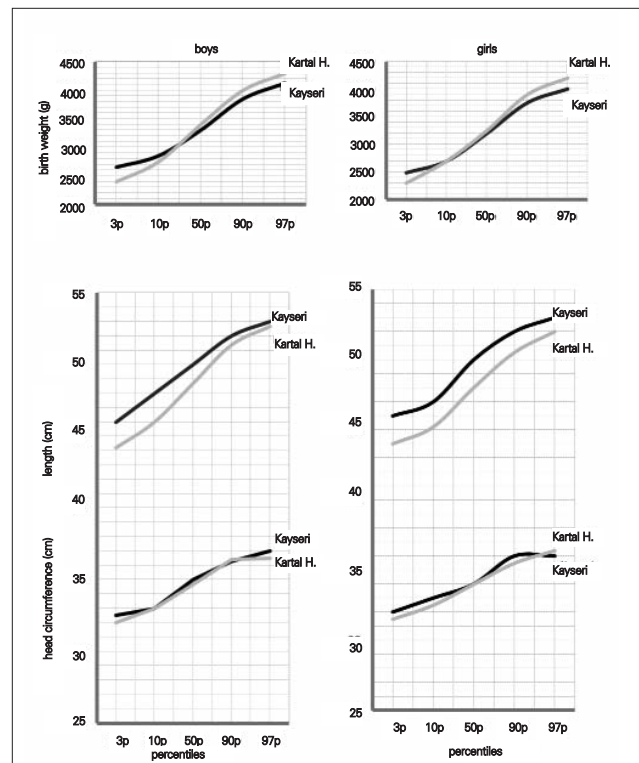 boys
4500
4000
3500
3000
2500
2000
birth weight (g)
Kartal H.
Kayseri
3p 10p 50p 90p 97p
girls
4500
4000
3500
3000
2500
2000
Kartal H.
Kayseri
3p 10p 50p 90p 97p
55
50
45
40
35
30
25
length (cm)
head circumference (cm)
Kayseri
Kartal H.
Kayseri
Kartal H.
3p 10p 50p 90p 97p
percentiles
55
50
45
40
35
30
25
Kayseri
Kartal H.
Kartal H.
Kayseri
3p 10p 50p 90p 97p
percentiles